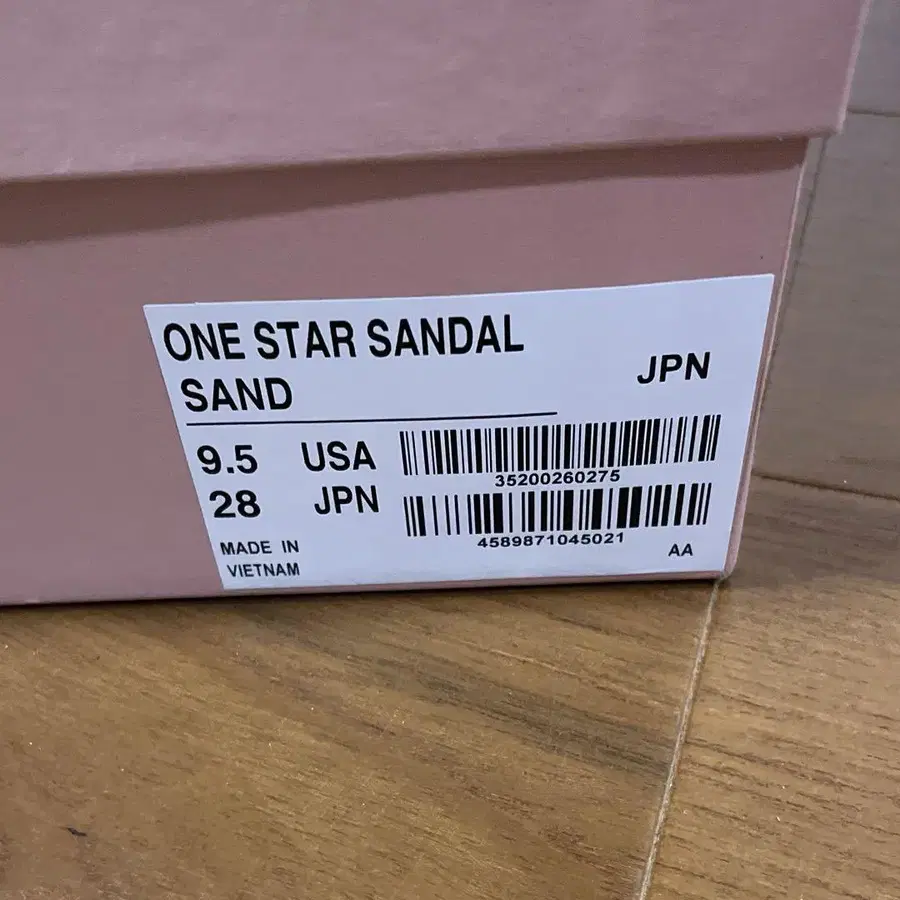 ONE STAR SANDAL
SAND
JPN
9.5 USA
28 JPN
35200260275
4589871045021
MADE IN
VIETNAM
AA